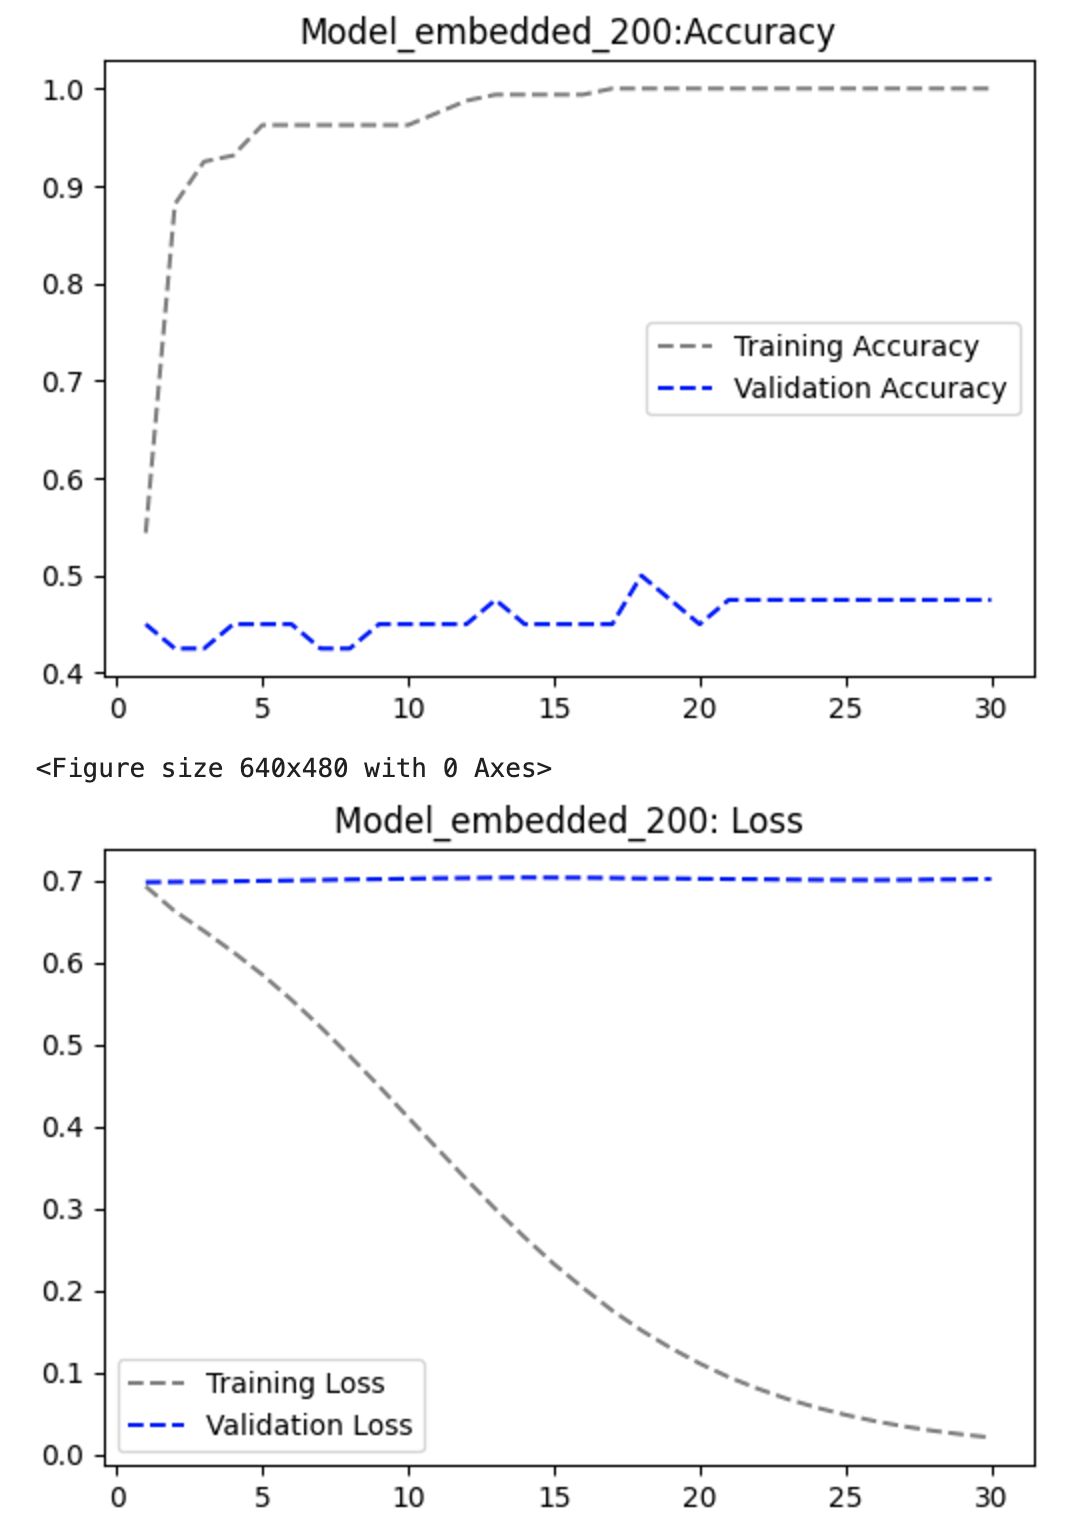 Model_embedded_200:Accuracy
1.0
0.9
0.8
0.7
0.6
0.5
0.4
Training Accuracy
Validation Accuracy
0 5 10 15 20 25 30
<Figure size 640x480 with 0 Axes>
Model_embedded_200: Loss
0.7
0.6
0.5
0.4
0.3
0.2
0.1
0.0
Training Loss
Validation Loss
0 5 10 15 20 25 30